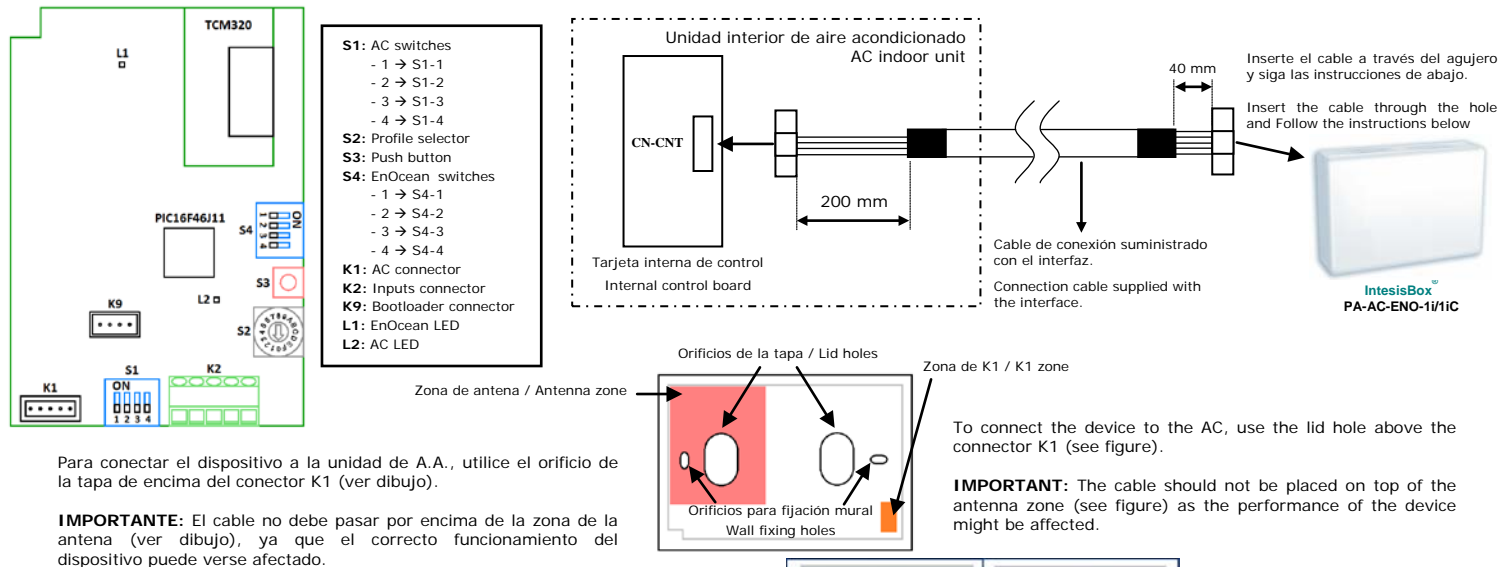 TCM320
L1
PIC16F46J11
S4
ON
1
2
3
4
S3
L2
K9
S2
K1
S1
ON
1 2 3 4
K2
S1: AC switches
- 1 → S1-1
- 2 → S1-2
- 3 → S1-3
- 4 → S1-4
S2: Profile selector
S3: Push button
S4: EnOcean switches
- 1 → S4-1
- 2 → S4-2
- 3 → S4-3
- 4 → S4-4
K1: AC connector
K2: Inputs connector
K9: Bootloader connector
L1: EnOcean LED
L2: AC LED
Unidad interior de aire acondicionado
AC indoor unit
CN-CNT
200 mm
Tarjeta interna de control
Internal control board
40 mm
Cable de conexión suministrado
con el interfaz.
Connection cable supplied with
the interface.
Inserte el cable a través del agujero
y siga las instrucciones de abajo.
Insert the cable through the hole
and Follow the instructions below
IntesisBox®
PA-AC-ENO-1i/1iC
Orificios de la tapa / Lid holes
Zona de K1 / K1 zone
Zona de antena / Antenna zone
Orificios para fijación mural
Wall fixing holes
Para conectar el dispositivo a la unidad de A.A., utilice el orificio de
la tapa de encima del conector K1 (ver dibujo).
IMPORTANTE: El cable no debe pasar por encima de la zona de la
antena (ver dibujo), ya que el correcto funcionamiento del
dispositivo puede verse afectado.
To connect the device to the AC, use the lid hole above the
connector K1 (see figure).
IMPORTANT: The cable should not be placed on top of the
antenna zone (see figure) as the performance of the device
might be affected.